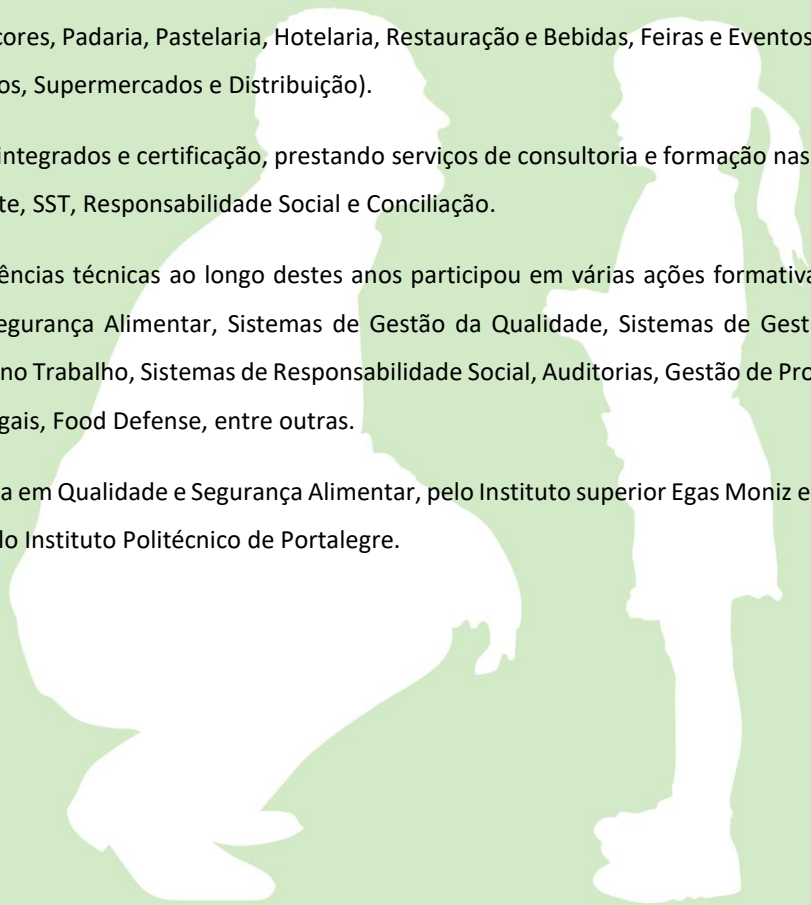 cores, Padaria, Pastelaria, Hotelaria, Restauração e Bebidas, Feiras e Eventos
os, Supermercados e Distribuição).
integrados e certificação, prestando serviços de consultoria e formação nas
te, SST, Responsabilidade Social e Conciliação.
ências técnicas ao longo destes anos participou em várias ações formativa
egurança Alimentar, Sistemas de Gestão da Qualidade, Sistemas de Gest
no Trabalho, Sistemas de Responsabilidade Social, Auditorias, Gestão de Pro
gais, Food Defense, entre outras.
a em Qualidade e Segurança Alimentar, pelo Instituto superior Egas Moniz e
lo Instituto Politécnico de Portalegre.